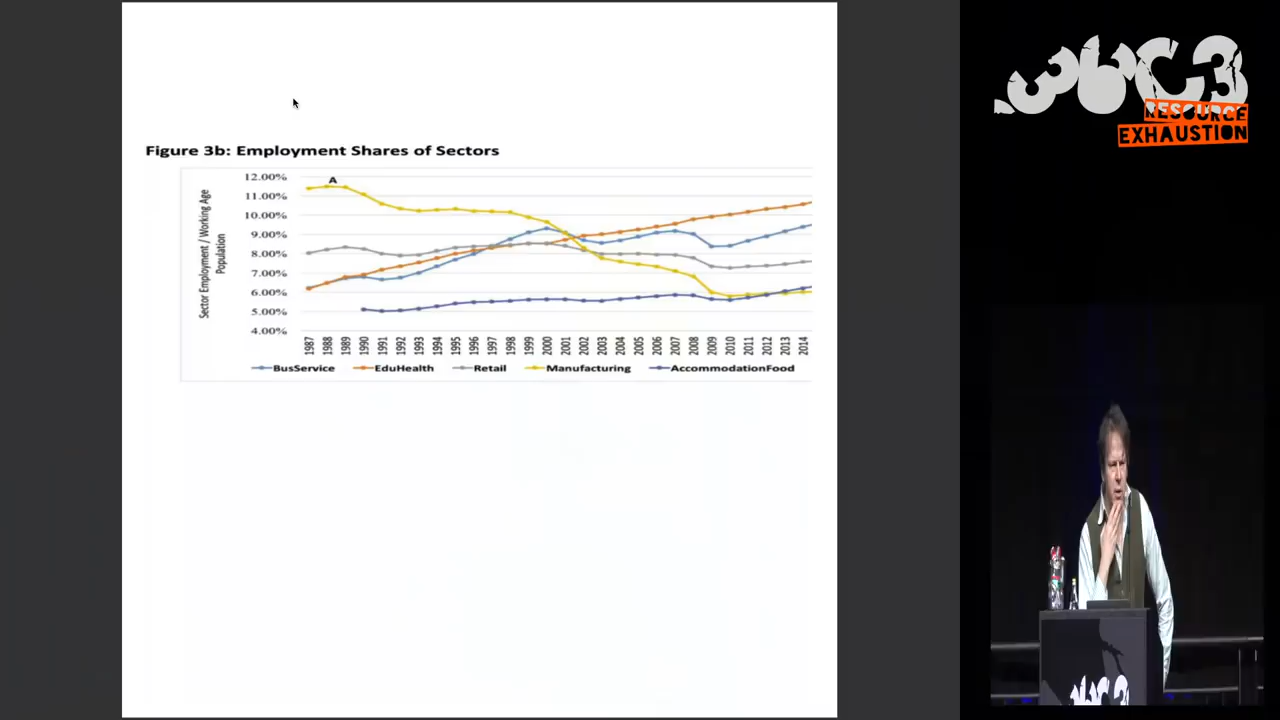 36C3
RESOURCE
EXHAUSTION
Figure 3b: Employment Shares of Sectors
Sector Employment / Working Age
Population
12.00%
11.00%
10.00%
9.00%
8.00%
7.00%
6.00%
5.00%
4.00%
A
1987 1988 1989 1990 1991 1992 1993 1994 1995 1996 1997 1998 1999 2000 2001 2002 2003 2004 2005 2006 2007 2008 2009 2010 2011 2012 2013 2014
BusService EduHealth Retail Manufacturing AccommodationFood
36C3